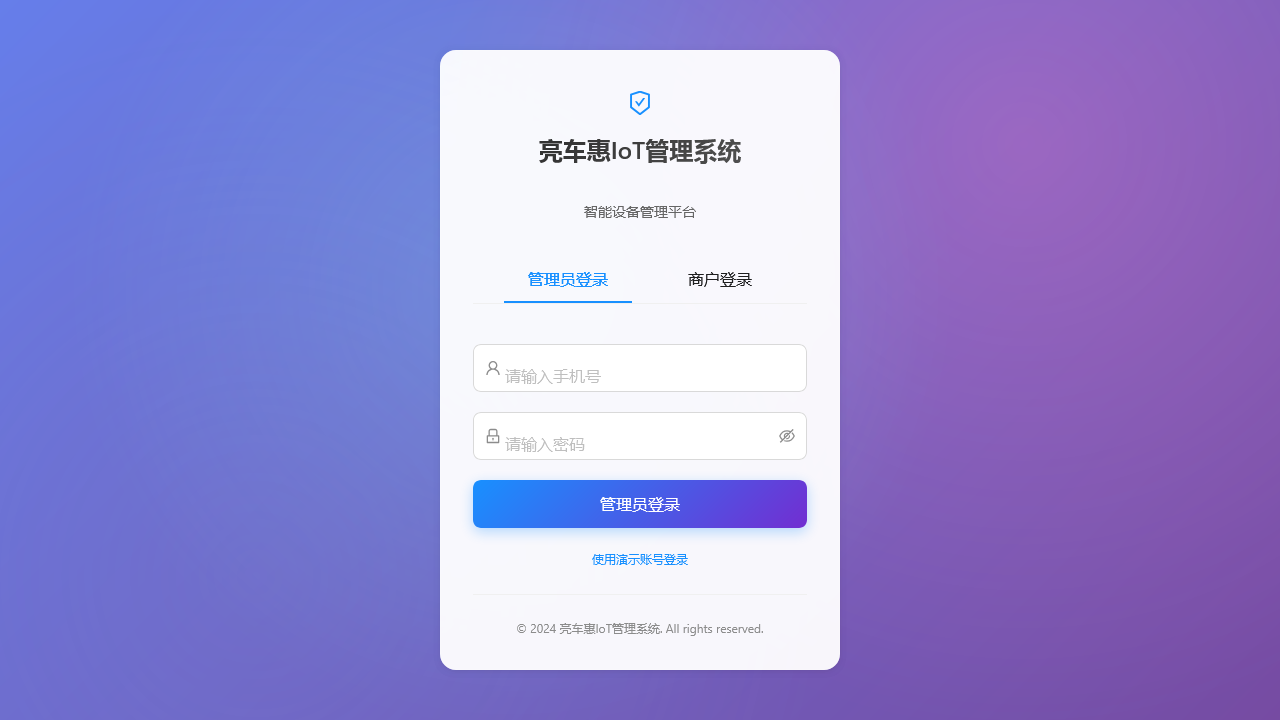 亮车惠IoT管理系统
智能设备管理平台
管理员登录 商户登录
请输入手机号
请输入密码
管理员登录
使用演示账号登录
© 2024 亮车惠IoT管理系统. All rights reserved.